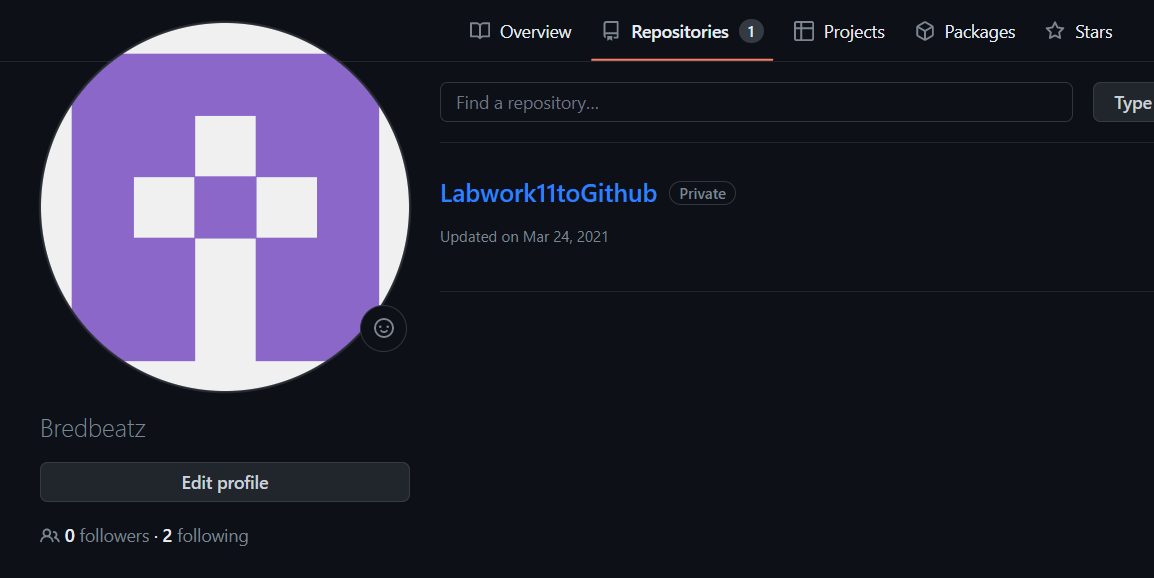 Overview Repositories 1 Projects Packages Stars
Find a repository...
Type
Labwork11toGithub Private
Updated on Mar 24, 2021
Bredbeatz
Edit profile
0 followers · 2 following